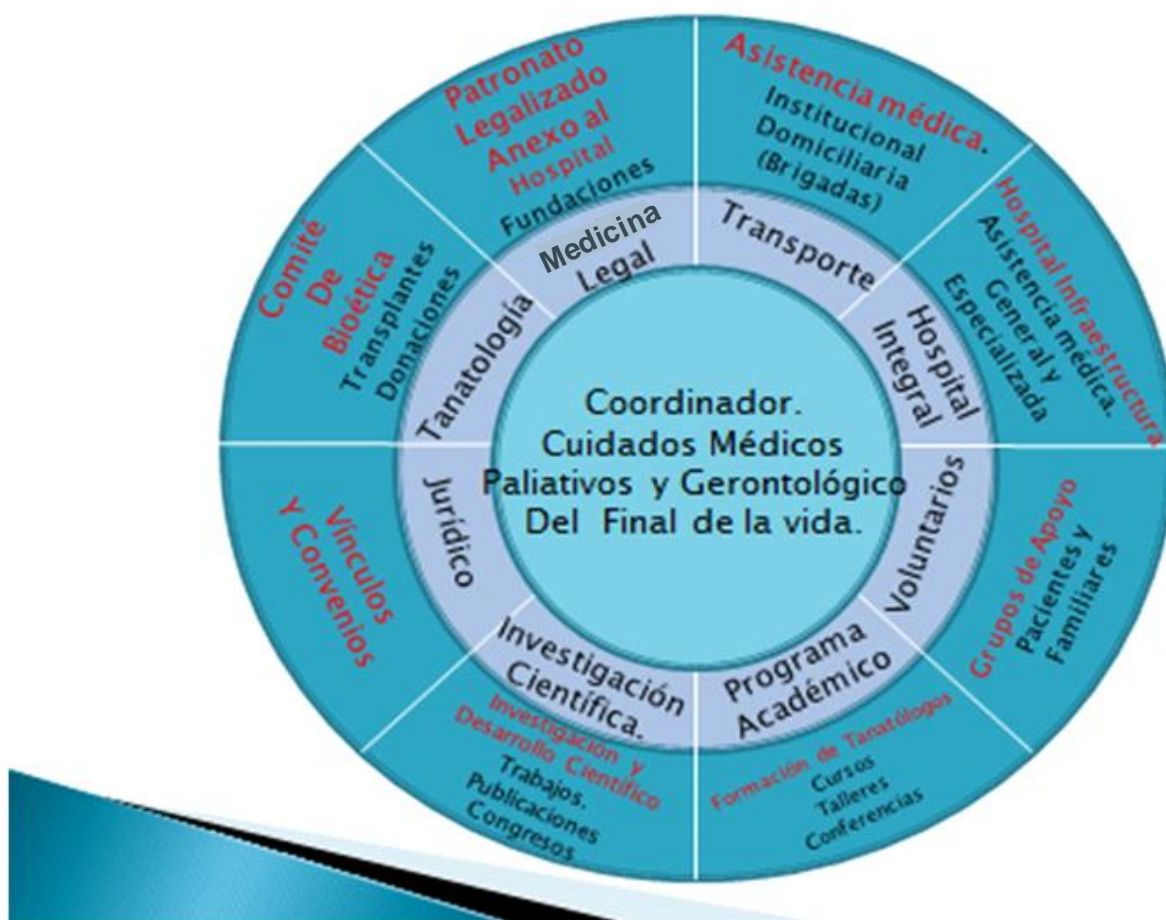 Patronato
Legalizado
Anexo al
Hospital
Fundaciones
Asistencia médica.
Institucional
Domiciliaria
(Brigadas)
Hospital Infraestructura
Asistencia médica.
General y
Especializada
Grupos de Apoyo
Pacientes y
Familiares
Formación de Tanatólogos
Cursos
Talleres
Conferencias
Investigación y
Desarrollo Científico
Trabajos.
Publicaciones
Congresos
Vínculos
Y Convenios
Comité
De
Bioética
Transplantes
Donaciones
Medicina
Legal
Transporte
Hospital
Integral
Voluntarios
Programa
Académico
Investigación
Científica.
Jurídico
Tanatología
Coordinador.
Cuidados Médicos
Paliativos y Gerontológico
Del Final de la vida.